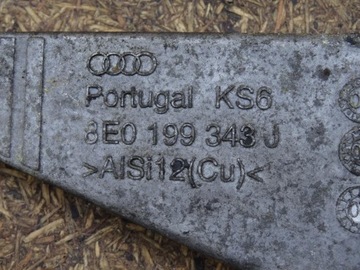 Portugal KS6
8E0 199 343 J
>AlSi12(Cu)<